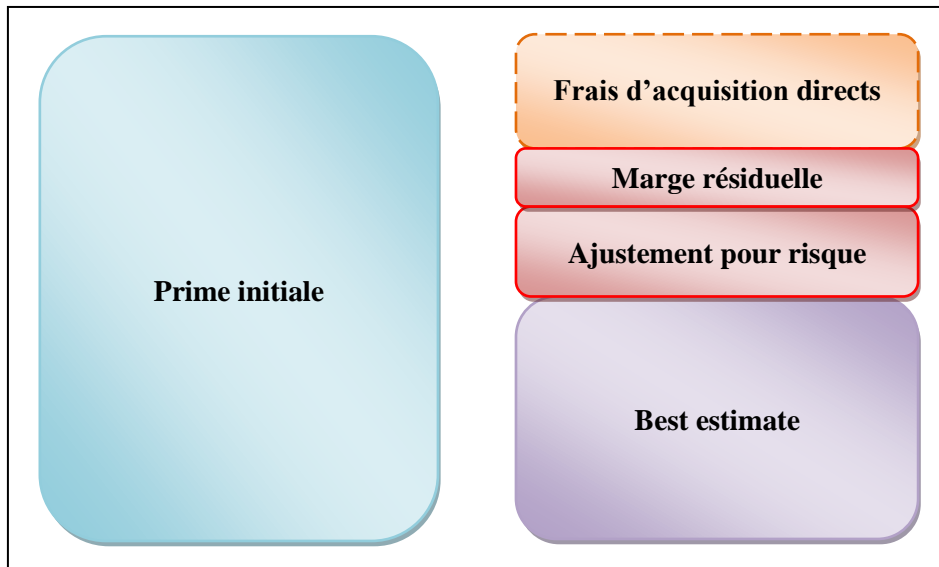 Prime initiale
Frais d’acquisition directs
Marge résiduelle
Ajustement pour risque
Best estimate